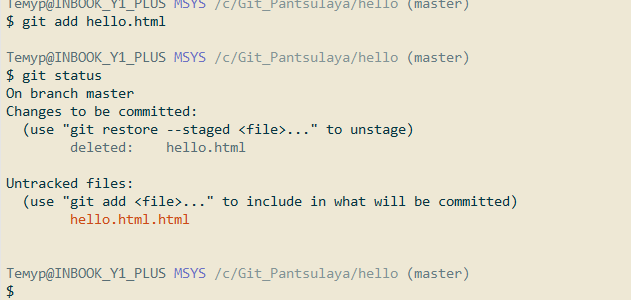 Темур@INBOOK_Y1_PLUS MSYS /c/Git_Pantsulaya/hello (master)
$ git add hello.html
Темур@INBOOK_Y1_PLUS MSYS /c/Git_Pantsulaya/hello (master)
$ git status
On branch master
Changes to be committed:
  (use "git restore --staged <file>..." to unstage)
        deleted:    hello.html
Untracked files:
  (use "git add <file>..." to include in what will be committed)
        hello.html.html
Темур@INBOOK_Y1_PLUS MSYS /c/Git_Pantsulaya/hello (master)
$